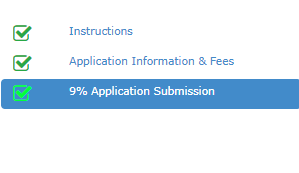 Instructions
Application Information & Fees
9% Application Submission